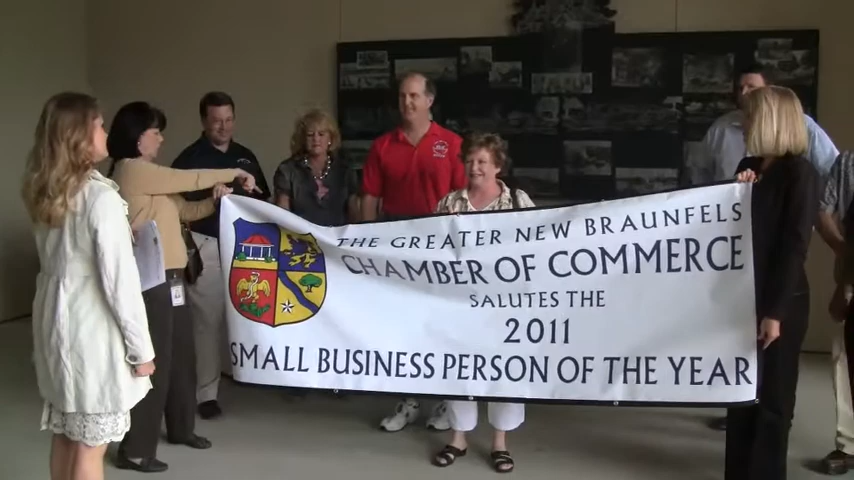 THE GREATER NEW BRAUNFELS
CHAMBER OF COMMERCE
SALUTES THE
2011
SMALL BUSINESS PERSON OF THE YEAR